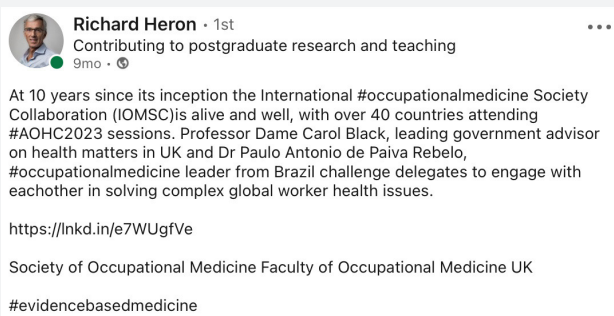 Richard Heron · 1st
Contributing to postgraduate research and teaching
9mo ·
At 10 years since its inception the International #occupationalmedicine Society
Collaboration (IOMSC)is alive and well, with over 40 countries attending
#AOHC2023 sessions. Professor Dame Carol Black, leading government advisor
on health matters in UK and Dr Paulo Antonio de Paiva Rebelo,
#occupationalmedicine leader from Brazil challenge delegates to engage with
eachother in solving complex global worker health issues.
https://lnkd.in/e7WUgfVe
Society of Occupational Medicine Faculty of Occupational Medicine UK
#evidencebasedmedicine